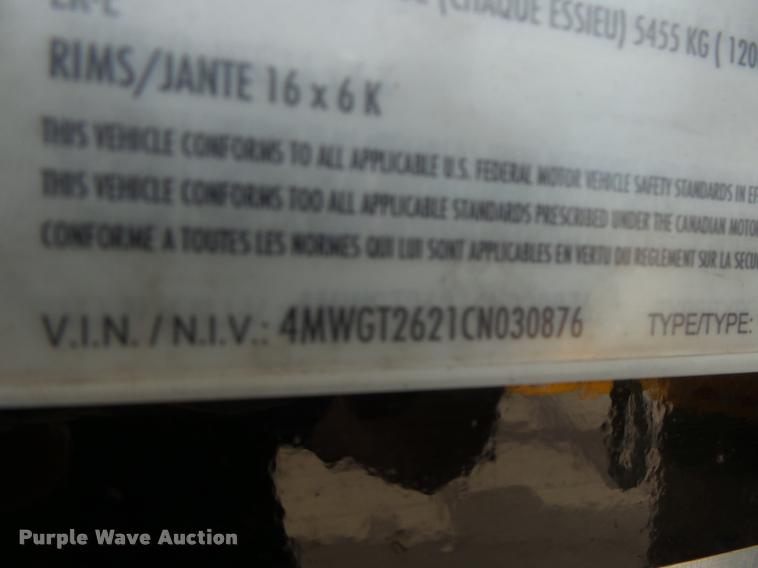 (CHAQUE ESSIEU) 5455 KG ( 120
RIMS/JANTE 16 x 6 K
THIS VEHICLE CONFORMS TO ALL APPLICABLE U.S. FEDERAL MOTOR VEHICLE SAFETY STANDARDS IN EF
THIS VEHICLE CONFORMS TOO ALL APPLICABLE STANDARDS PRESCRIBED UNDER THE CANADIAN MOTO
CONFORME A TOUTES LES NORMES QUI LUI SONT APPLICABLES EN VERTU DU REGLEMENT SUR LA SECU
V.I.N. / N.I.V.: 4MWGT2621CN030876 TYPE/TYPE:
Purple Wave Auction